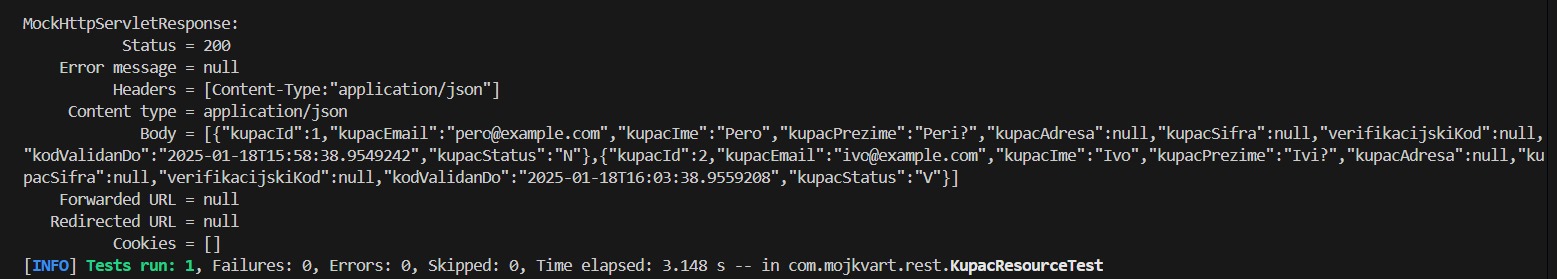 MockHttpServletResponse:
Status = 200
Error message = null
Headers = [Content-Type:"application/json"]
Content type = application/json
Body = [{"kupacId":1,"kupacEmail":"pero@example.com","kupacIme":"Pero","kupacPrezime":"Peri?","kupacAdresa":null,"kupacSifra":null,"verifikacijskiKod":null,
"kodValidanDo":"2025-01-18T15:58:38.9549242","kupacStatus":"N"},{"kupacId":2,"kupacEmail":"ivo@example.com","kupacIme":"Ivo","kupacPrezime":"Ivi?","kupacAdresa":null,"ku
pacSifra":null,"verifikacijskiKod":null,"kodValidanDo":"2025-01-18T16:03:38.9559208","kupacStatus":"V"}]
Forwarded URL = null
Redirected URL = null
Cookies = []
[INFO] Tests run: 1, Failures: 0, Errors: 0, Skipped: 0, Time elapsed: 3.148 s -- in com.mojkvart.rest.KupacResourceTest